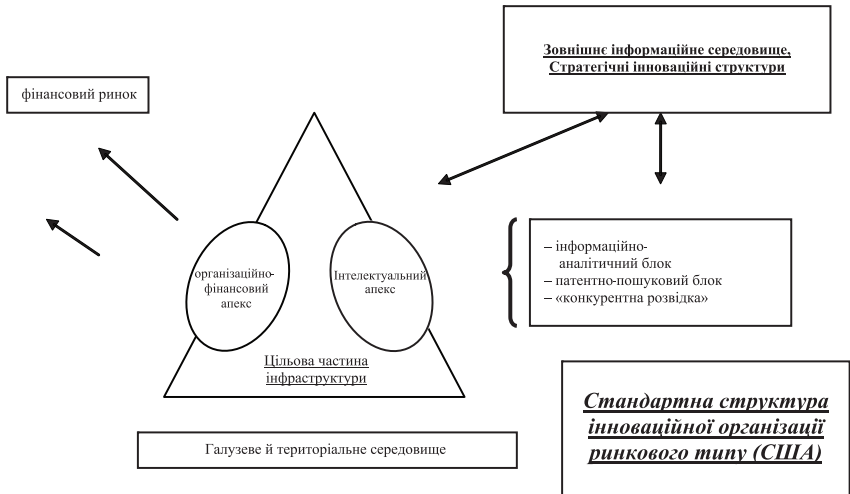 Зовнішнє інформаційне середовище,
Стратегічні інноваційні структури
фінансовий ринок
організаційно-
фінансовий
апекс
Інтелектуальний
апекс
– інформаційно-
аналітичний блок
– патентно-пошуковий блок
– «конкурентна розвідка»
Цільова частина
інфраструктури
Стандартна структура
інноваційної організації
ринкового типу (США)
Галузеве й територіальне середовище